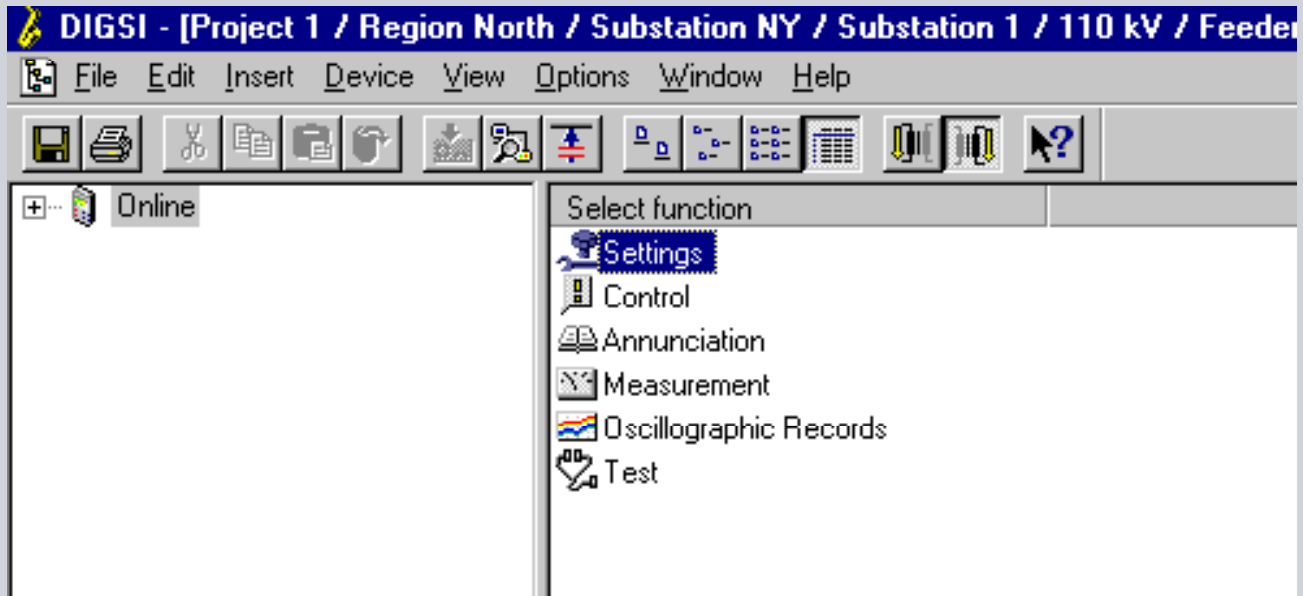 DIGSI - [Project 1 / Region North / Substation NY / Substation 1 / 110 kV / Feeder
File Edit Insert Device View Options Window Help
Online
Select function
Settings
Control
Annunciation
Measurement
Oscillographic Records
Test